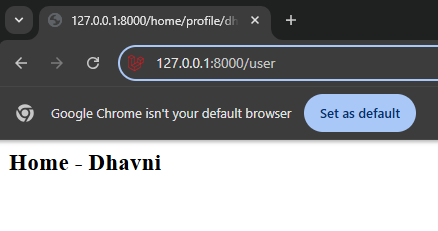 127.0.0.1:8000/home/profile/dh
127.0.0.1:8000/user
Google Chrome isn't your default browser
Set as default
Home - Dhavni